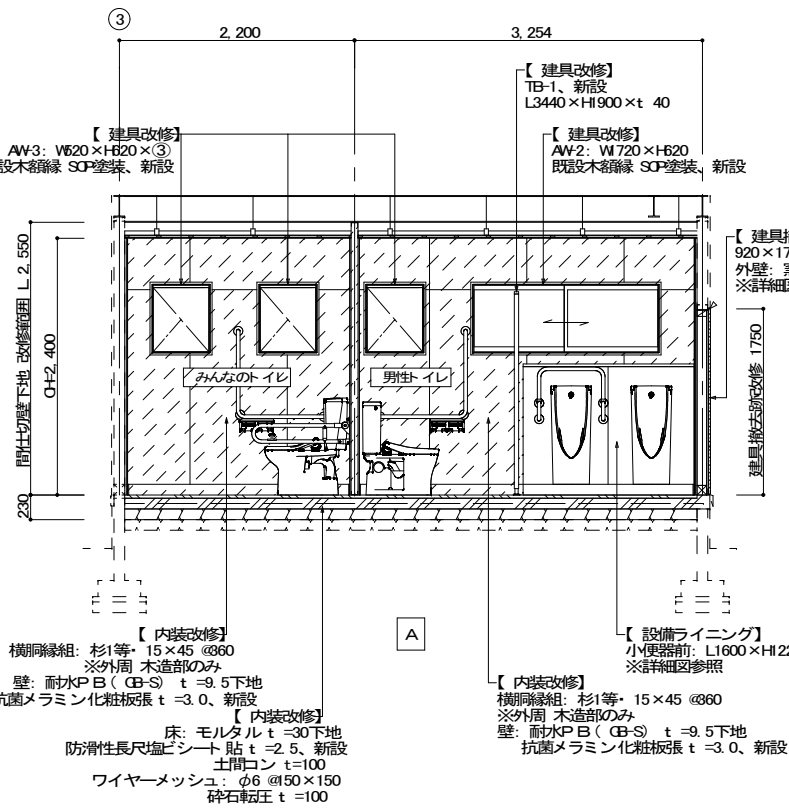 ③
2,200
3,254
【 建具改修】
TB-1、新設
L3440×H1900×t 40
【 建具改修】
AW-3: W520×H620×③
設木額縁 SOP塗装、新設
【 建具改修】
AW-2: W1720×H620
既設木額縁 SOP塗装、新設
【 建具
920×17
外壁:
※詳細
間仕切壁下地 改修範囲 L 2,550
CH=2,400
230
建具撤去跡改修 1750
みんなのトイレ
男性トイレ
A
【 内装改修】
横胴縁組: 杉1等・15×45 @360
※外周 木造部のみ
壁: 耐水PB( GB-S) t =9.5下地
抗菌メラミン化粧板張 t =3.0、新設
【 内装改修】
床: モルタル t =30下地
防滑性長尺塩ビシート 貼 t =2.5、新設
土間コン t=100
ワイヤーメッシュ: φ6 @150×150
砕石転圧 t =100
【 設備ライニング】
小便器前: L1600×H122
※詳細図参照
【 内装改修】
横胴縁組: 杉1等・15×45 @360
※外周 木造部のみ
壁: 耐水PB( GB-S) t =9.5下地
抗菌メラミン化粧板張 t =3.0、新設